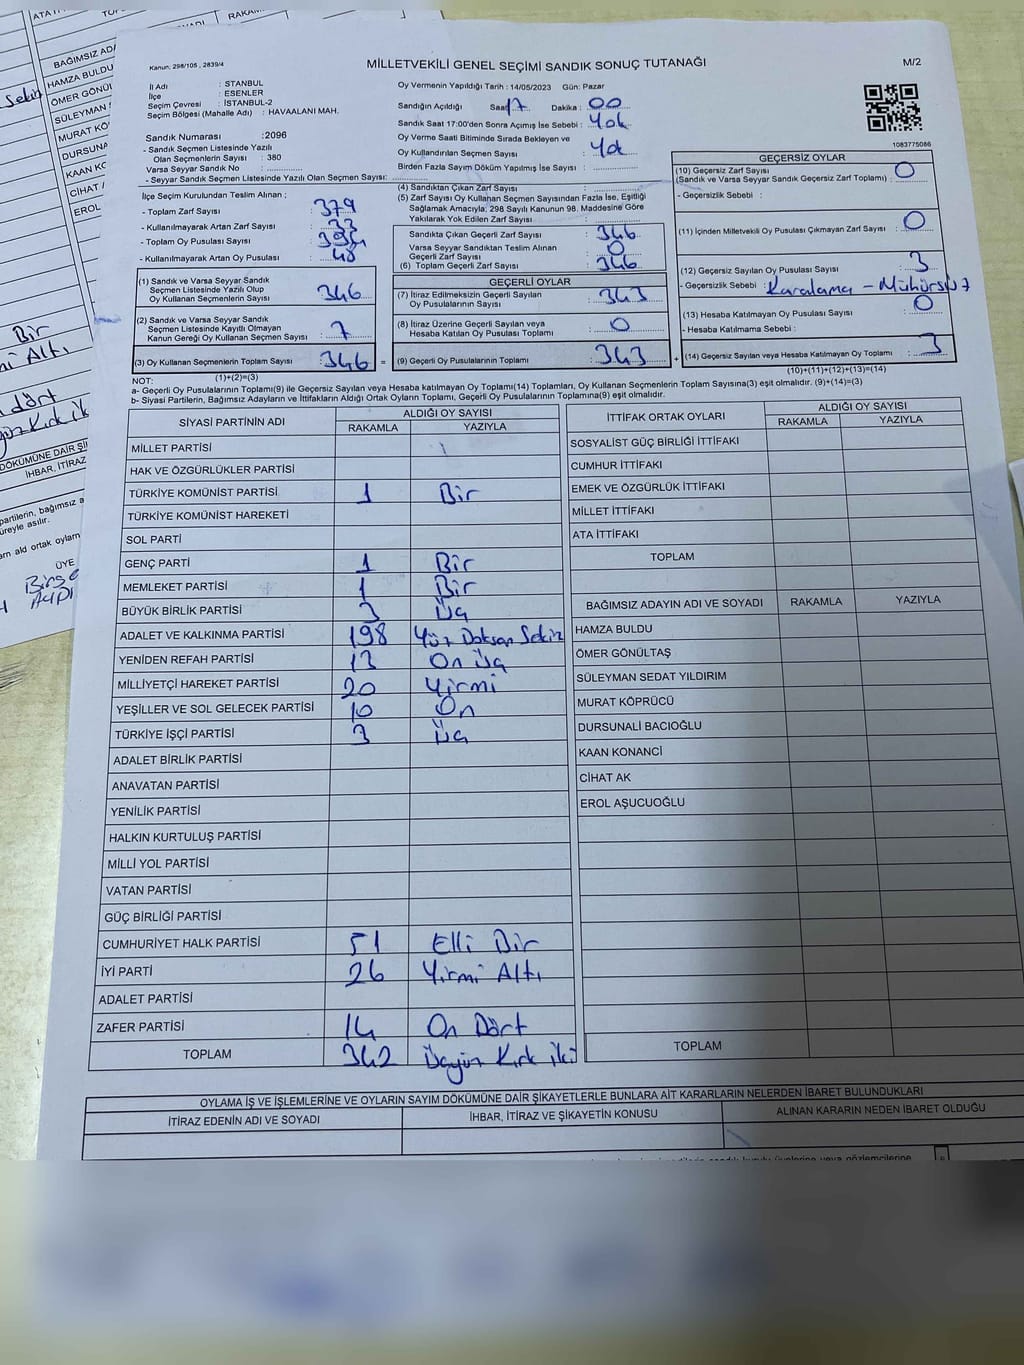 Kanun, 298/105 , 2839/4
MİLLETVEKİLİ GENEL SEÇİMİ SANDIK SONUÇ TUTANAĞI
M/2
İl Adı : STANBUL
İlçe : ESENLER
Seçim Çevresi : İSTANBUL-2
Seçim Bölgesi (Mahalle Adı) : HAVAALANI MAH.
Sandık Numarası :2096
- Sandık Seçmen Listesinde Yazılı
Olan Seçmenlerin Sayısı : 380
Varsa Seyyar Sandık No :
- Seyyar Sandık Seçmen Listesinde Yazılı Olan Seçmen Sayısı:
Oy Vermenin Yapıldığı Tarih : 14/05/2023 Gün: Pazar
Sandığın Açıldığı Saat 17 Dakika : 00
Sandık Saat 17:00'den Sonra Açımış İse Sebebi : Yok
Oy Verme Saati Bitiminde Sırada Bekleyen ve
Oy Kullandırılan Seçmen Sayısı : Yok
Birden Fazla Sayım Döküm Yapılmış İse Sayısı :
1083775086
İlçe Seçim Kurulundan Teslim Alınan ;
- Toplam Zarf Sayısı : 379
- Kullanılmayarak Artan Zarf Sayısı : 33
- Toplam Oy Pusulası Sayısı :
- Kullanılmayarak Artan Oy Pusulası : 48
(1) Sandık ve Varsa Seyyar Sandık
Seçmen Listesinde Yazılı Olup
Oy Kullanan Seçmenlerin Sayısı : 346
(2) Sandık ve Varsa Seyyar Sandık
Seçmen Listesinde Kayıtlı Olmayan
Kanun Gereği Oy Kullanan Seçmen Sayısı : 7
(3) Oy Kullanan Seçmenlerin Toplam Sayısı : 346
(1)+(2)=(3)
(4) Sandıktan Çıkan Zarf Sayısı :
(5) Zarf Sayısı Oy Kullanan Seçmen Sayısından Fazla İse, Eşitliği
Sağlamak Amacıyla, 298 Sayılı Kanunun 98. Maddesine Göre
Yakılarak Yok Edilen Zarf Sayısı :
Sandıkta Çıkan Geçerli Zarf Sayısı : 346
Varsa Seyyar Sandıktan Teslim Alınan
Geçerli Zarf Sayısı : 0
(6) Toplam Geçerli Zarf Sayısı : 346
GEÇERLİ OYLAR
(7) İtiraz Edilmeksizin Geçerli Sayılan
Oy Pusulalarının Sayısı : 343
(8) İtiraz Üzerine Geçerli Sayılan veya
Hesaba Katılan Oy Pusulası Toplamı : 0
= (9) Geçerli Oy Pusulalarının Toplamı : 343 +
GEÇERSİZ OYLAR
(10) Geçersiz Zarf Sayısı
(Sandık ve Varsa Seyyar Sandık Geçersiz Zarf Toplamı) : 0
- Geçersizlik Sebebi :
(11) İçinden Milletvekili Oy Pusulası Çıkmayan Zarf Sayısı : 0
(12) Geçersiz Sayılan Oy Pusulası Sayısı : 3
- Geçersizlik Sebebi : Karalama - Mühürsüz
(13) Hesaba Katılmayan Oy Pusulası Sayısı : 0
- Hesaba Katılmama Sebebi :
(14) Geçersiz Sayılan veya Hesaba Katılmayan Oy Toplamı : 3
(10)+(11)+(12)+(13)=(14)
NOT:
a- Geçerli Oy Pusulalarının Toplamı(9) ile Geçersiz Sayılan veya Hesaba katılmayan Oy Toplamı(14) Toplamları, Oy Kullanan Seçmenlerin Toplam Sayısına(3) eşit olmalıdır. (9)+(14)=(3)
b- Siyasi Partilerin, Bağımsız Adayların ve İttifakların Aldığı Ortak Oyların Toplamı, Geçerli Oy Pusulalarının Toplamına(9) eşit olmalıdır.
SİYASİ PARTİNİN ADI ALDIĞI OY SAYISI
RAKAMLA YAZIYLA
MİLLET PARTİSİ
HAK VE ÖZGÜRLÜKLER PARTİSİ
TÜRKİYE KOMÜNİST PARTİSİ 1 Bir
TÜRKİYE KOMÜNİST HAREKETİ
SOL PARTİ
GENÇ PARTİ 1 Bir
MEMLEKET PARTİSİ 1 Bir
BÜYÜK BİRLİK PARTİSİ 3 Üç
ADALET VE KALKINMA PARTİSİ 198 Yüz Doksan Sekiz
YENİDEN REFAH PARTİSİ 13 On Üç
MİLLİYETÇİ HAREKET PARTİSİ 20 Yirmi
YEŞİLLER VE SOL GELECEK PARTİSİ 10 On
TÜRKİYE İŞÇİ PARTİSİ 3 Üç
ADALET BİRLİK PARTİSİ
ANAVATAN PARTİSİ
YENİLİK PARTİSİ
HALKIN KURTULUŞ PARTİSİ
MİLLİ YOL PARTİSİ
VATAN PARTİSİ
GÜÇ BİRLİĞİ PARTİSİ
CUMHURİYET HALK PARTİSİ 51 Elli Bir
İYİ PARTİ 26 Yirmi Altı
ADALET PARTİSİ
ZAFER PARTİSİ 14 On Dört
TOPLAM 342 Üçyüz Kırk İki
İTTİFAK ORTAK OYLARI ALDIĞI OY SAYISI
RAKAMLA YAZIYLA
SOSYALİST GÜÇ BİRLİĞİ İTTİFAKI
CUMHUR İTTİFAKI
EMEK VE ÖZGÜRLÜK İTTİFAKI
MİLLET İTTİFAKI
ATA İTTİFAKI
TOPLAM
BAĞIMSIZ ADAYIN ADI VE SOYADI RAKAMLA YAZIYLA
HAMZA BULDU
ÖMER GÖNÜLTAŞ
SÜLEYMAN SEDAT YILDIRIM
MURAT KÖPRÜCÜ
DURSUNALİ BACIOĞLU
KAAN KONANCİ
CİHAT AK
EROL AŞUCUOĞLU
TOPLAM
OYLAMA İŞ VE İŞLEMLERİNE VE OYLARIN SAYIM DÖKÜMÜNE DAİR ŞİKAYETLERLE BUNLARA AİT KARARLARIN NELERDEN İBARET BULUNDUKLARI
İTİRAZ EDENİN ADI VE SOYADI İHBAR, İTİRAZ VE ŞİKAYETİN KONUSU ALINAN KARARIN NEDEN İBARET OLDUĞU